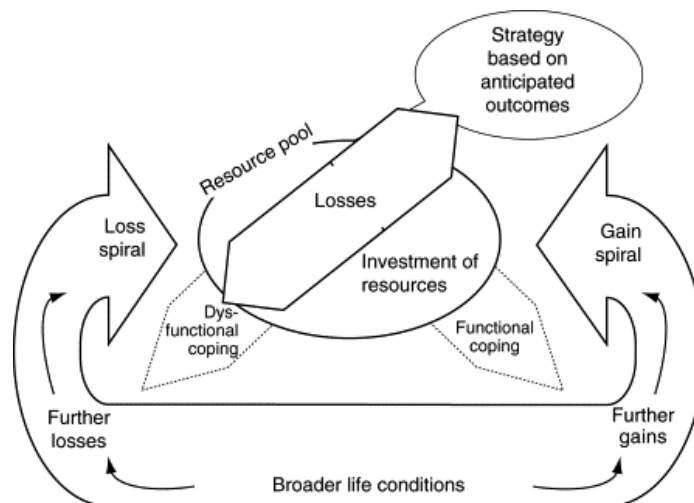 Strategy
based on
anticipated
outcomes
Resource pool
Losses
Loss
spiral
Gain
spiral
Investment of
resources
Dys-
functional
coping
Functional
coping
Further
losses
Further
gains
Broader life conditions